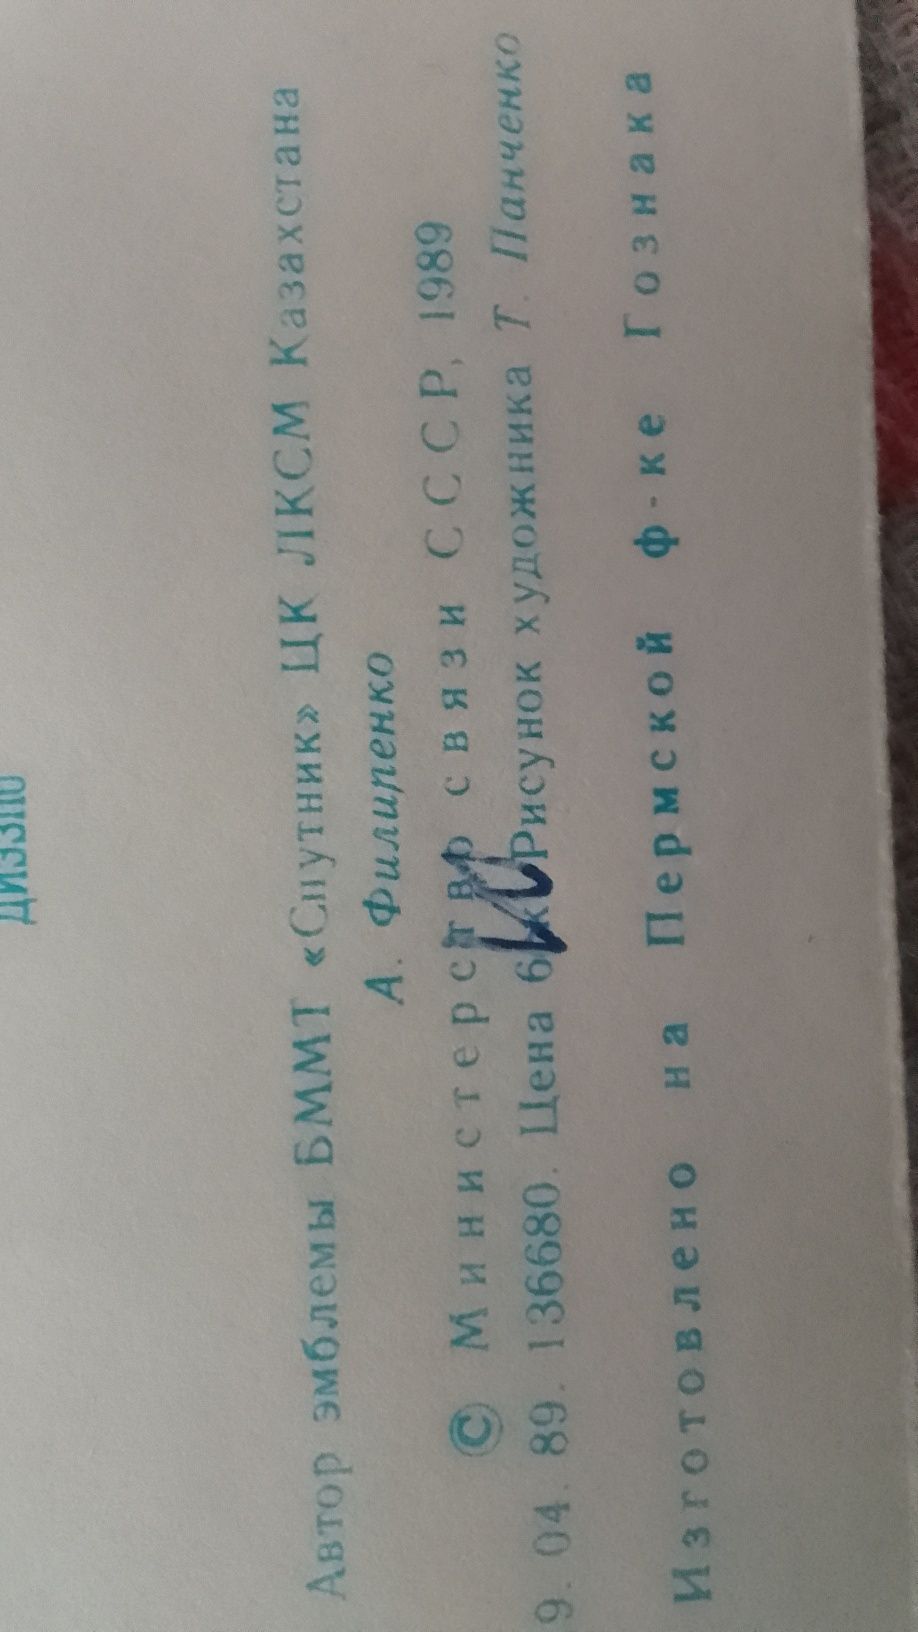 Автор эмблемы БММТ «Спутник» ЦК ЛКСМ Казахстана
А. Филипенко
© Министерство связи СССР, 1989
9. 04. 89. 136680. Цена 6 к. Рисунок художника Т. Панченко
Изготовлено на Пермской ф-ке Гознака